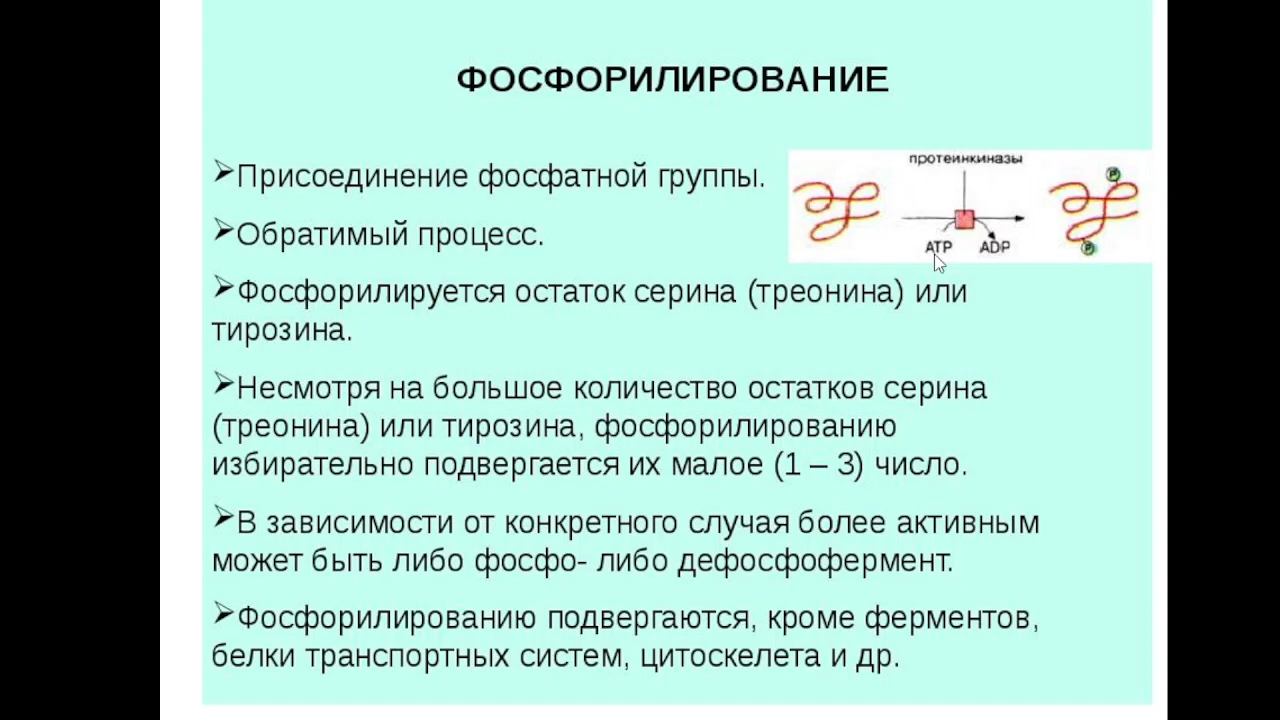 ФОСФОРИЛИРОВАНИЕ
➢Присоединение фосфатной группы.
протеинкиназы
P
ATP
ADP
P
➢Обратимый процесс.
➢Фосфорилируется остаток серина (треонина) или
тирозина.
➢Несмотря на большое количество остатков серина
(треонина) или тирозина, фосфорилированию
избирательно подвергается их малое (1 – 3) число.
➢В зависимости от конкретного случая более активным
может быть либо фосфо- либо дефосфофермент.
➢Фосфорилированию подвергаются, кроме ферментов,
белки транспортных систем, цитоскелета и др.